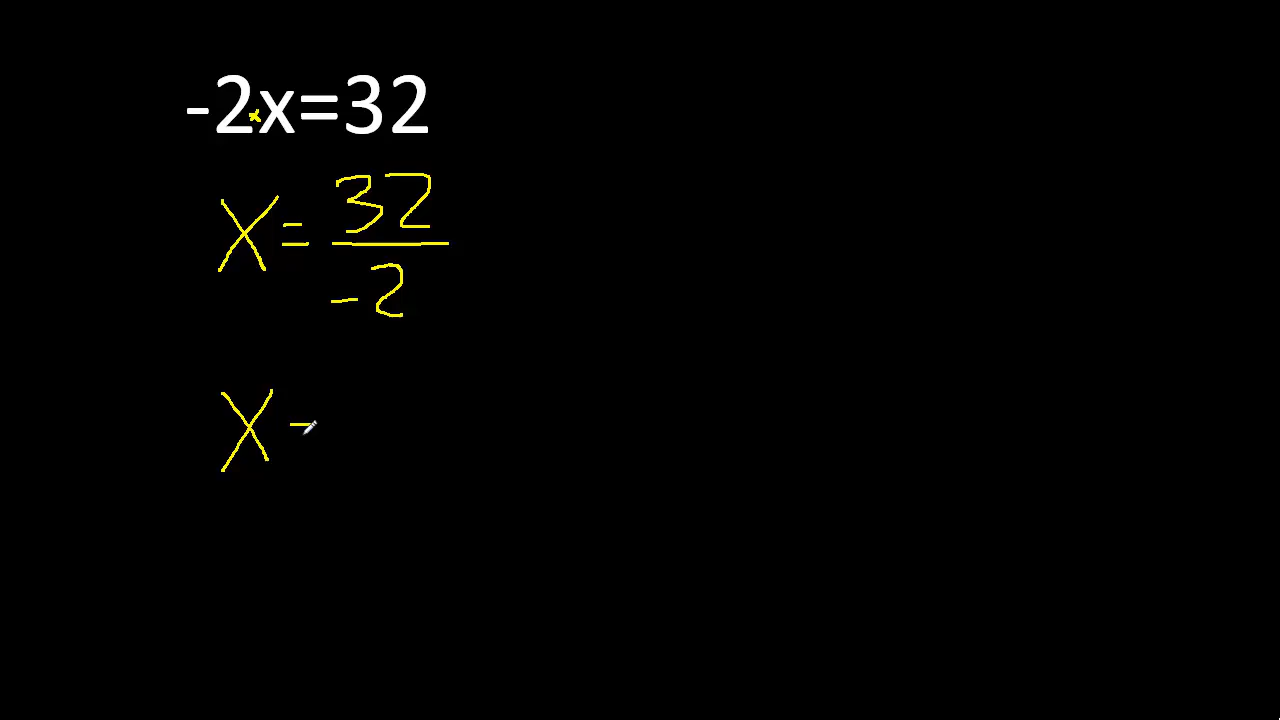 -2x=32
×
X = 32
-2
X -